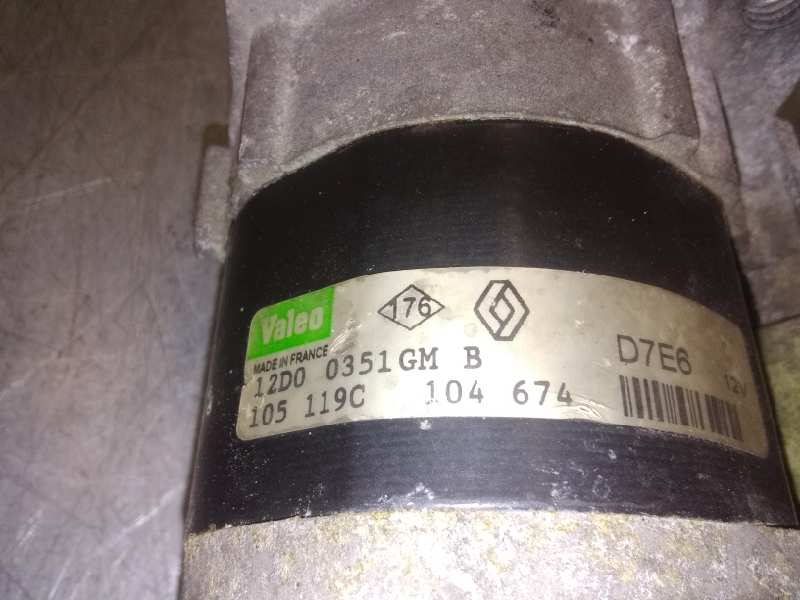 Valeo
176
MADE IN FRANCE
D7E6
12V
12D0 0351GM B
105 119C 104 674